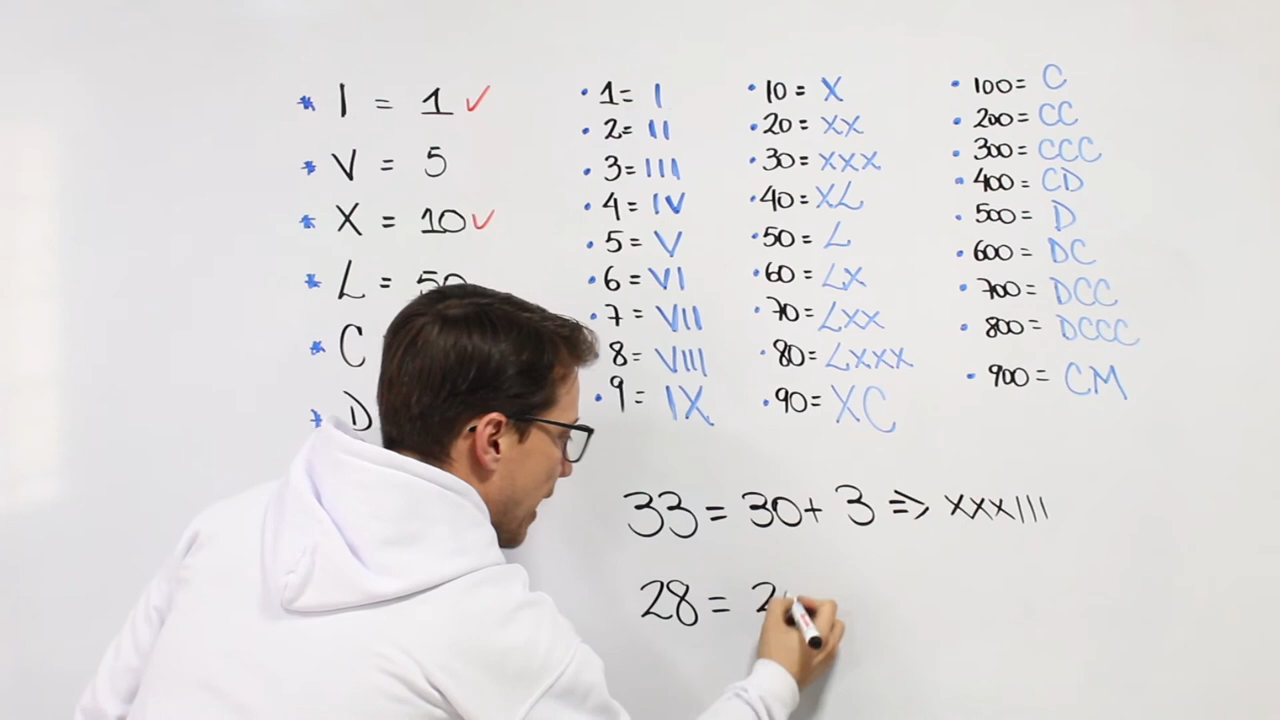 * I = 1 ✓
* V = 5
* X = 10 ✓
* L = 50
* C
* D
• 1 = I
• 2 = II
• 3 = III
• 4 = IV
• 5 = V
• 6 = VI
• 7 = VII
8 = VIII
• 9 = IX
• 10 = X
• 20 = XX
• 30 = XXX
• 40 = XL
• 50 = L
• 60 = LX
• 70 = LXX
• 80 = LXXX
• 90 = XC
• 100 = C
• 200 = CC
• 300 = CCC
• 400 = CD
• 500 = D
• 600 = DC
• 700 = DCC
• 800 = DCCC
• 900 = CM
33 = 30 + 3 => XXXIII
28 = 2